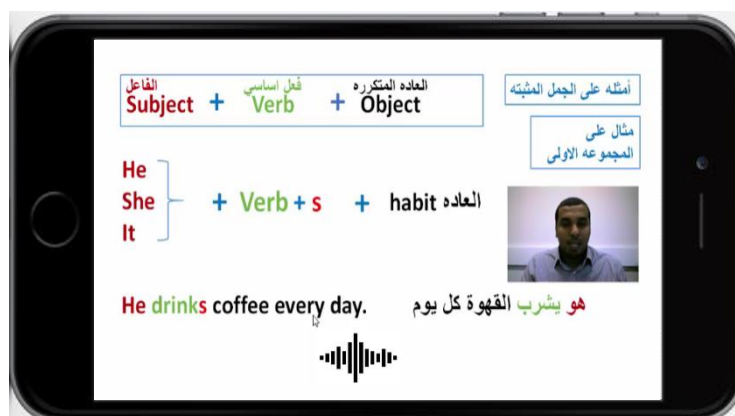 الفاعل فعل اساسي العاده المتكرره
Subject + Verb + Object
أمثله على الجمل المثبته
مثال على
المجموعه الاولى
He
She + Verb + s + habit العاده
It
He drinks coffee every day. هو يشرب القهوة كل يوم